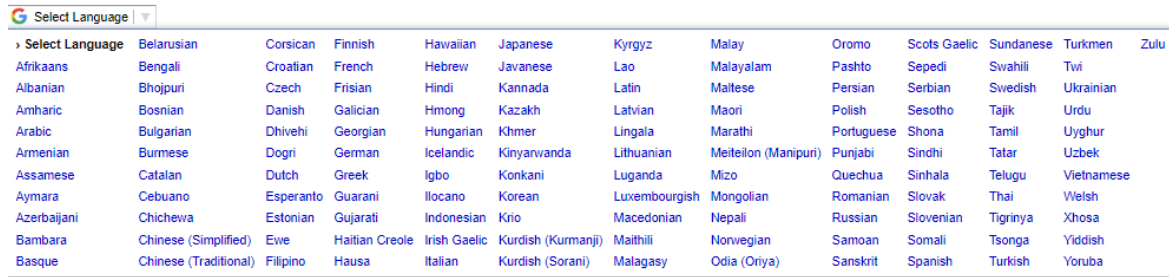 Select Language
› Select Language Belarusian Corsican Finnish Hawaiian Japanese Kyrgyz Malay Oromo Scots Gaelic Sundanese Turkmen Zulu
Afrikaans Bengali Croatian French Hebrew Javanese Lao Malayalam Pashto Sepedi Swahili Twi
Albanian Bhojpuri Czech Frisian Hindi Kannada Latin Maltese Persian Serbian Swedish Ukrainian
Amharic Bosnian Danish Galician Hmong Kazakh Latvian Maori Polish Sesotho Tajik Urdu
Arabic Bulgarian Dhivehi Georgian Hungarian Khmer Lingala Marathi Portuguese Shona Tamil Uyghur
Armenian Burmese Dogri German Icelandic Kinyarwanda Lithuanian Meiteilon (Manipuri) Punjabi Sindhi Tatar Uzbek
Assamese Catalan Dutch Greek Igbo Konkani Luganda Mizo Quechua Sinhala Telugu Vietnamese
Aymara Cebuano Esperanto Guarani Ilocano Korean Luxembourgish Mongolian Romanian Slovak Thai Welsh
Azerbaijani Chichewa Estonian Gujarati Indonesian Krio Macedonian Nepali Russian Slovenian Tigrinya Xhosa
Bambara Chinese (Simplified) Ewe Haitian Creole Irish Gaelic Kurdish (Kurmanji) Maithili Norwegian Samoan Somali Tsonga Yiddish
Basque Chinese (Traditional) Filipino Hausa Italian Kurdish (Sorani) Malagasy Odia (Oriya) Sanskrit Spanish Turkish Yoruba